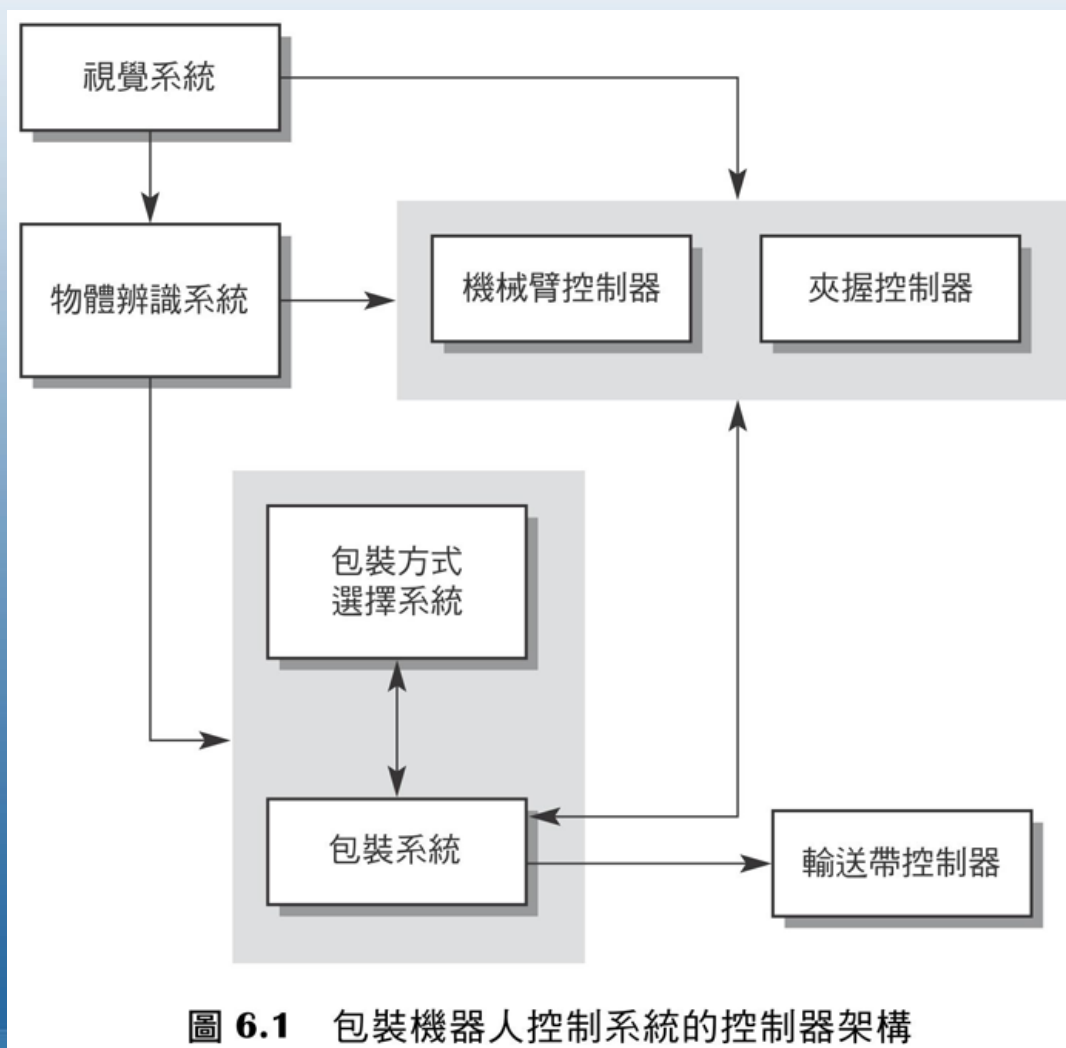 視覺系統
物體辨識系統
機械臂控制器
夾握控制器
包裝方式
選擇系統
包裝系統
輸送帶控制器
圖 6.1 包裝機器人控制系統的控制器架構